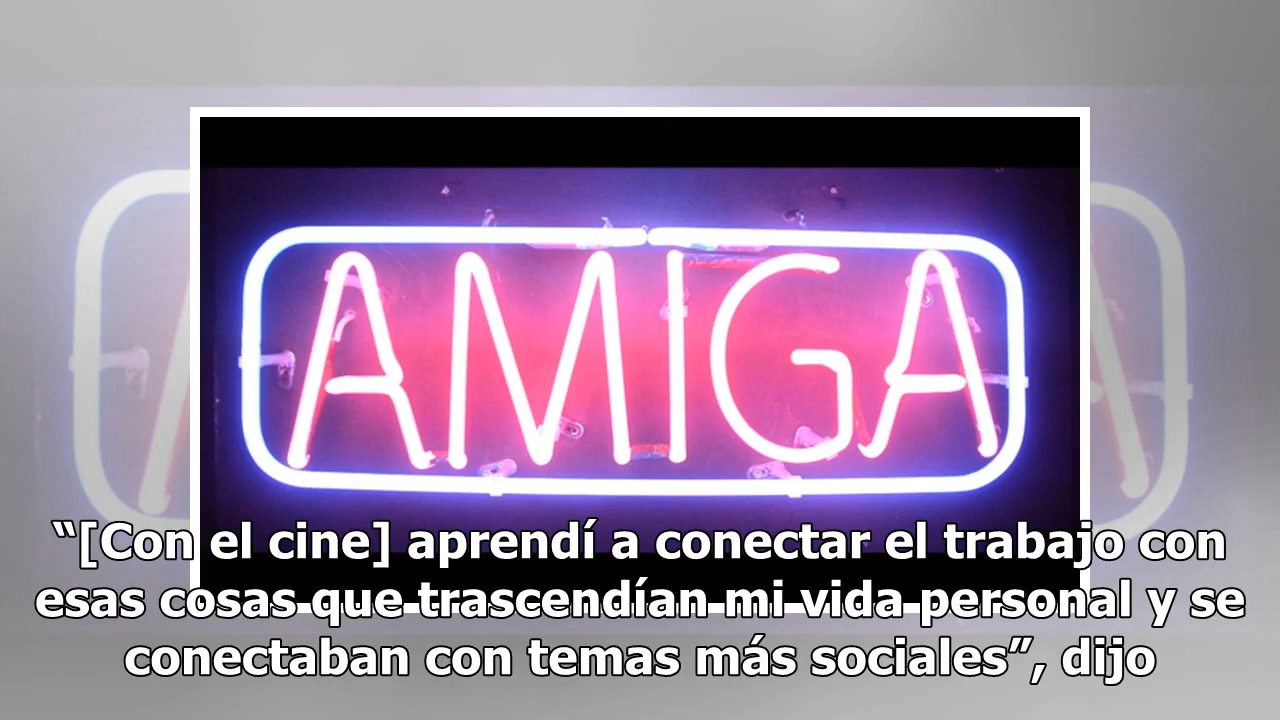 AMIGA
“[Con el cine] aprendí a conectar el trabajo con
esas cosas que trascendían mi vida personal y se
conectaban con temas más sociales”, dijo